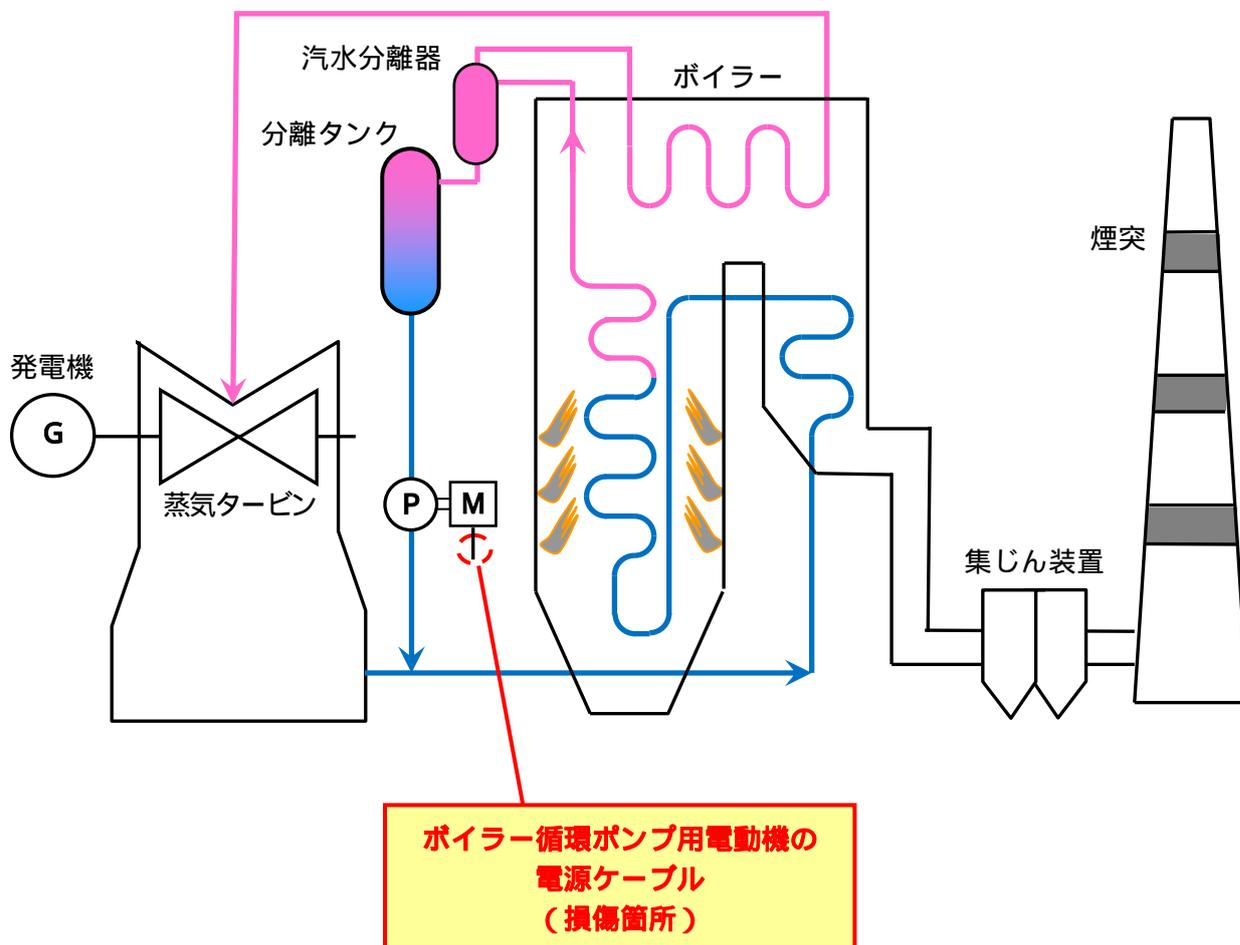 汽水分離器
ボイラー
分離タンク
煙突
発電機
G
蒸気タービン
P
M
集じん装置
ボイラー循環ポンプ用電動機の
電源ケーブル
（損傷箇所）